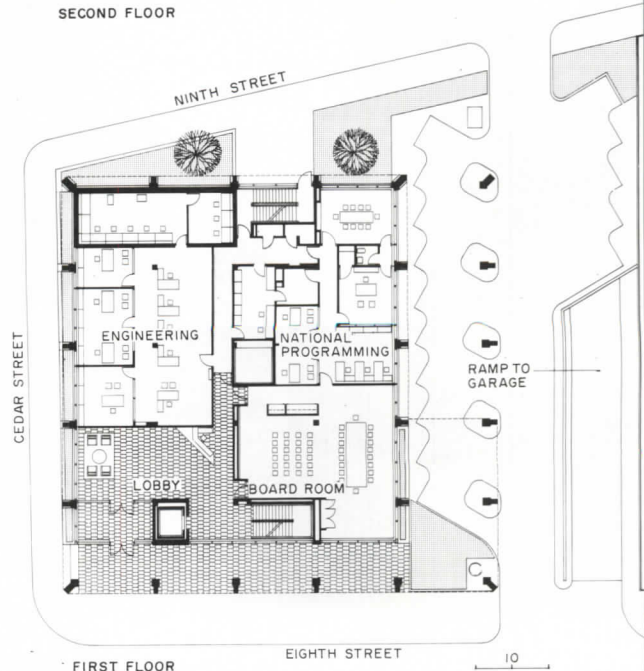 SECOND FLOOR
NINTH STREET
CEDAR STREET
ENGINEERING
NATIONAL
PROGRAMMING
RAMP TO
GARAGE
LOBBY
BOARD ROOM
EIGHTH STREET
FIRST FLOOR
10